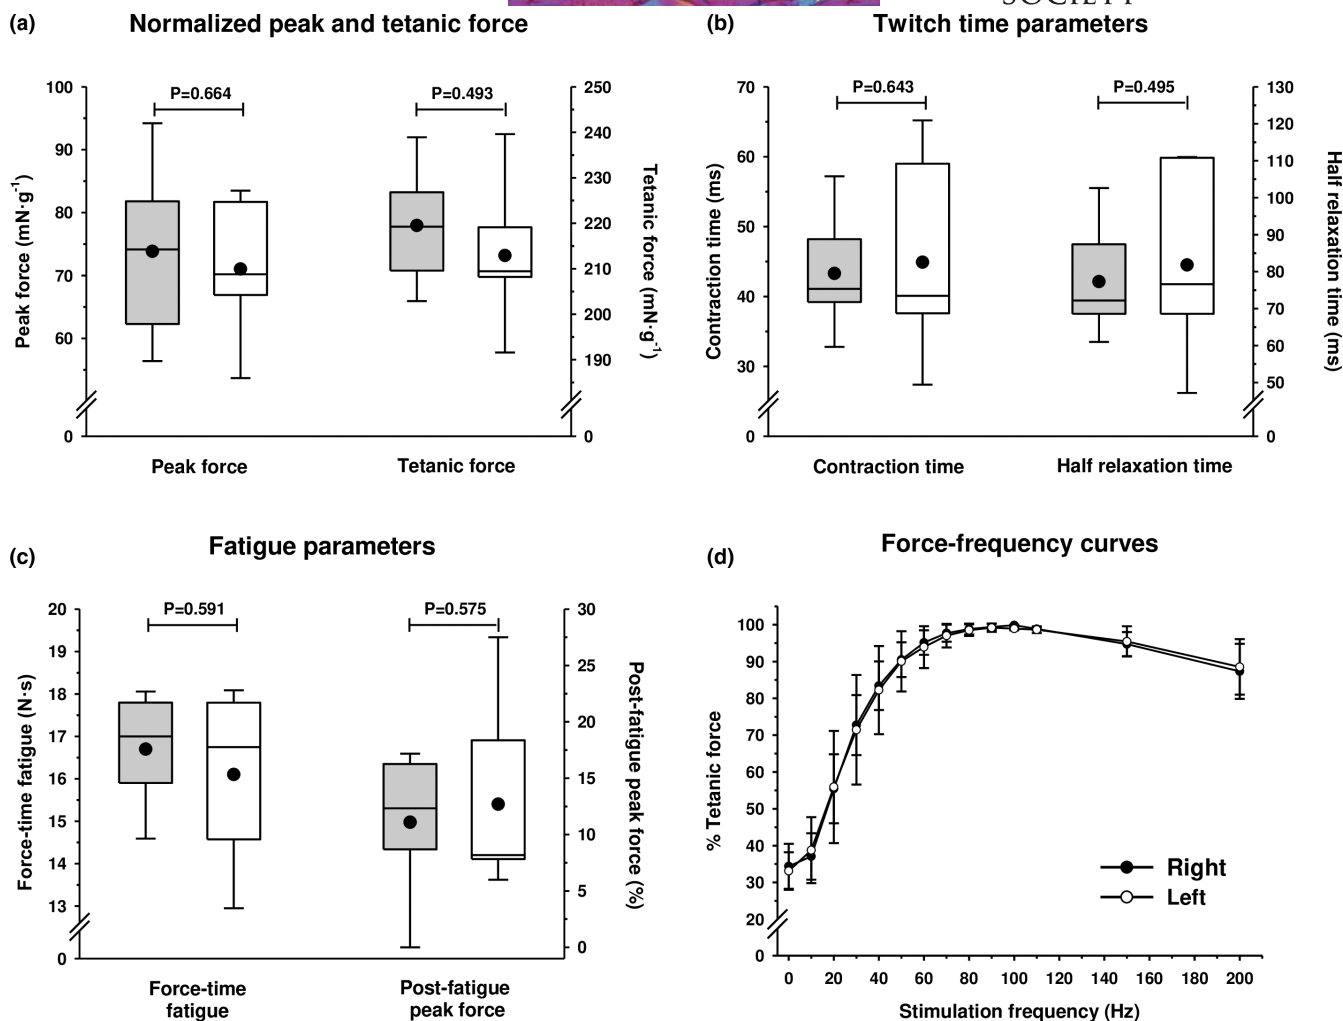 SOCIETY
(a)
Normalized peak and tetanic force
100
90
80
70
60
0
Peak force (mN·g-1)
P=0.664
P=0.493
250
240
230
220
210
200
190
0
Tetanic force (mN·g-1)
Peak force
Tetanic force
(b)
Twitch time parameters
70
60
50
40
30
0
Contraction time (ms)
P=0.643
P=0.495
130
120
110
100
90
80
70
60
50
0
Half relaxation time (ms)
Contraction time
Half relaxation time
(c)
Fatigue parameters
20
19
18
17
16
15
14
13
0
Force-time fatigue (N·s)
P=0.591
P=0.575
30
25
20
15
10
5
0
Post-fatigue peak force (%)
Force-time
fatigue
Post-fatigue
peak force
(d)
Force-frequency curves
100
90
80
70
60
50
40
30
20
0
% Tetanic force
Right
Left
0 20 40 60 80 100 120 140 160 180 200
Stimulation frequency (Hz)